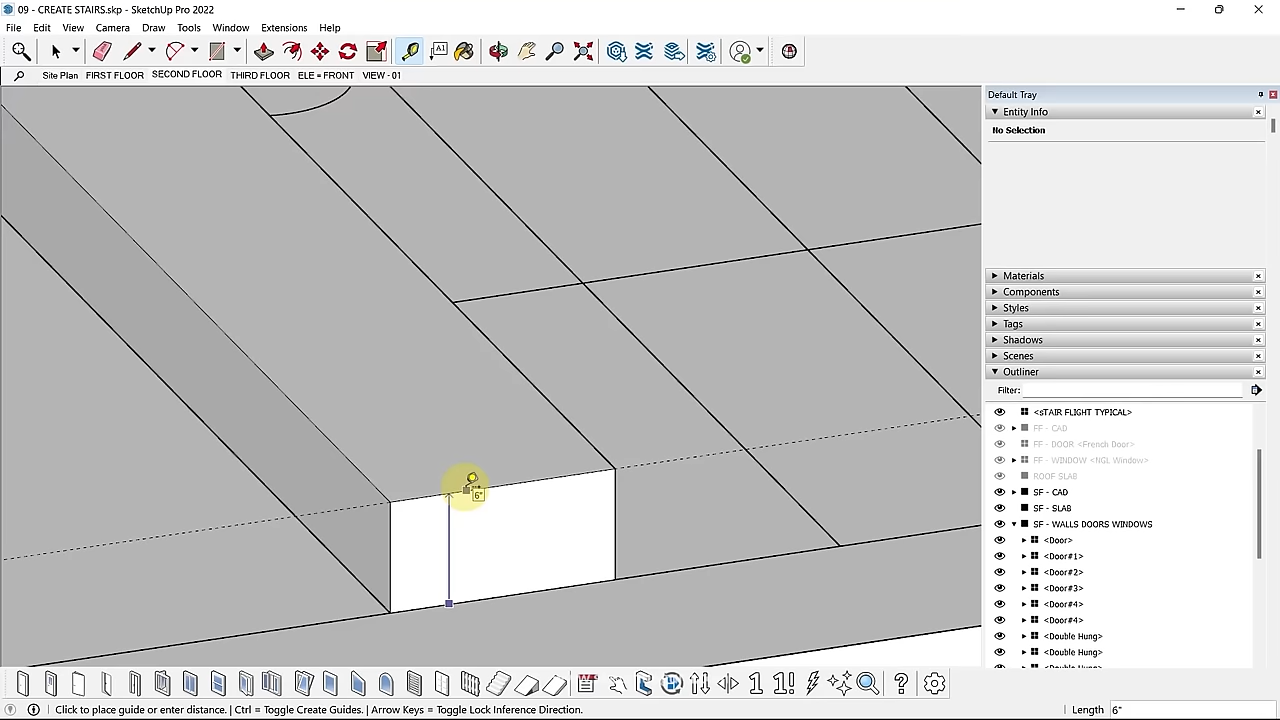 09 - CREATE STAIRS.skp - SketchUp Pro 2022
File Edit View Camera Draw Tools Window Extensions Help
A1
Site Plan FIRST FLOOR SECOND FLOOR THIRD FLOOR ELE = FRONT VIEW - 01
Default Tray
Entity Info
No Selection
Materials
Components
Styles
Tags
Shadows
Scenes
Outliner
Filter:
<sTAIR FLIGHT TYPICAL>
FF - CAD
FF - DOOR <French Door>
FF - WINDOW <NGL Window>
ROOF SLAB
SF - CAD
SF - SLAB
SF - WALLS DOORS WINDOWS
<Door>
<Door#1>
<Door#2>
<Door#3>
<Door#4>
<Door#4>
<Double Hung>
<Double Hung>
6"
Click to place guide or enter distance. | Ctrl = Toggle Create Guides. | Arrow Keys = Toggle Lock Inference Direction.
Length 6"